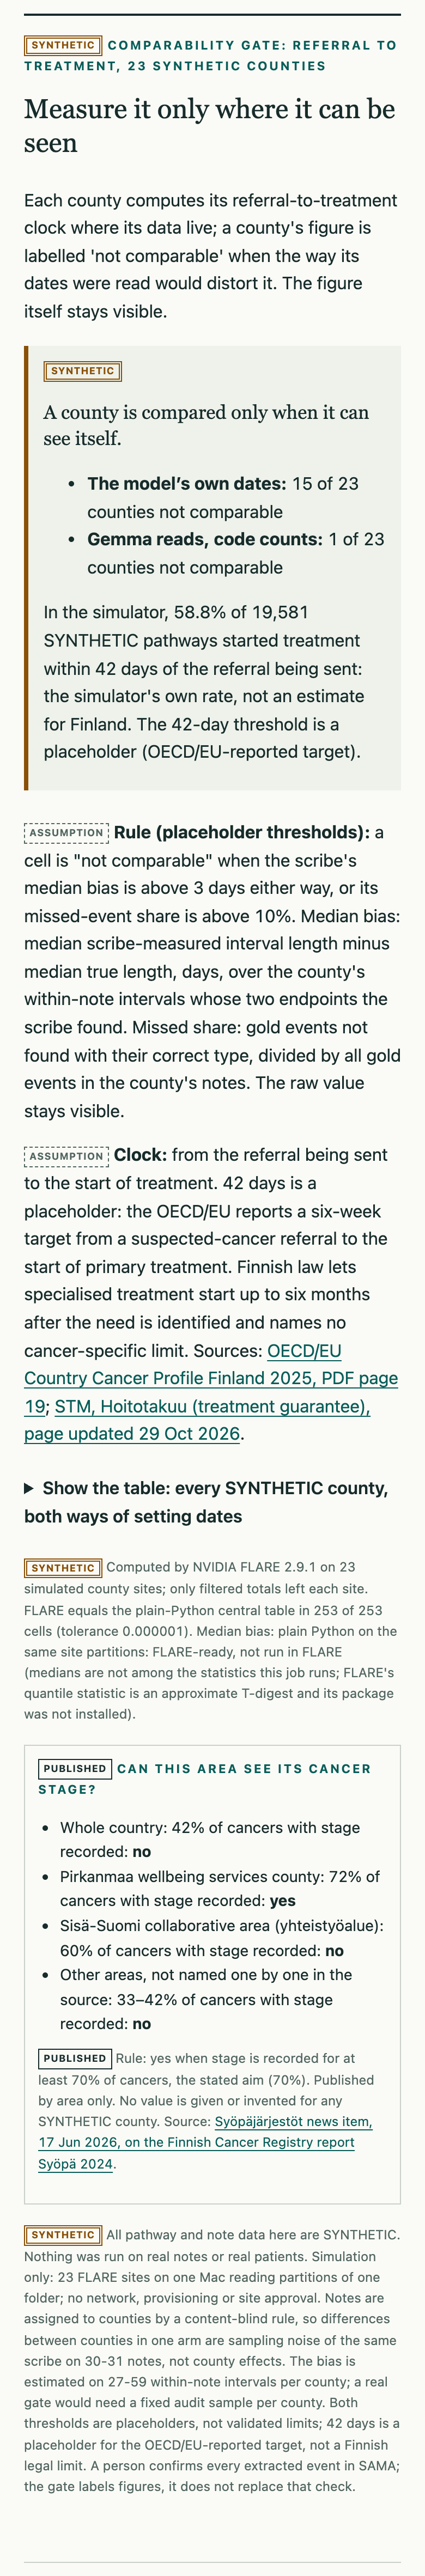 SYNTHETIC COMPARABILITY GATE: REFERRAL TO
TREATMENT, 23 SYNTHETIC COUNTIES
Measure it only where it can be
seen
Each county computes its referral-to-treatment
clock where its data live; a county's figure is
labelled 'not comparable' when the way its
dates were read would distort it. The figure
itself stays visible.
SYNTHETIC
A county is compared only when it can
see itself.
• The model’s own dates: 15 of 23
counties not comparable
• Gemma reads, code counts: 1 of 23
counties not comparable
In the simulator, 58.8% of 19,581
SYNTHETIC pathways started treatment
within 42 days of the referral being sent:
the simulator's own rate, not an estimate
for Finland. The 42-day threshold is a
placeholder (OECD/EU-reported target).
ASSUMPTION Rule (placeholder thresholds): a
cell is "not comparable" when the scribe's
median bias is above 3 days either way, or its
missed-event share is above 10%. Median bias:
median scribe-measured interval length minus
median true length, days, over the county's
within-note intervals whose two endpoints the
scribe found. Missed share: gold events not
found with their correct type, divided by all gold
events in the county's notes. The raw value
stays visible.
ASSUMPTION Clock: from the referral being sent
to the start of treatment. 42 days is a
placeholder: the OECD/EU reports a six-week
target from a suspected-cancer referral to the
start of primary treatment. Finnish law lets
specialised treatment start up to six months
after the need is identified and names no
cancer-specific limit. Sources: OECD/EU
Country Cancer Profile Finland 2025, PDF page
19; STM, Hoitotakuu (treatment guarantee),
page updated 29 Oct 2026.
▶ Show the table: every SYNTHETIC county,
both ways of setting dates
SYNTHETIC Computed by NVIDIA FLARE 2.9.1 on 23
simulated county sites; only filtered totals left each site.
FLARE equals the plain-Python central table in 253 of 253
cells (tolerance 0.000001). Median bias: plain Python on the
same site partitions: FLARE-ready, not run in FLARE
(medians are not among the statistics this job runs; FLARE's
quantile statistic is an approximate T-digest and its package
was not installed).
PUBLISHED CAN THIS AREA SEE ITS CANCER
STAGE?
• Whole country: 42% of cancers with stage
recorded: no
• Pirkanmaa wellbeing services county: 72% of
cancers with stage recorded: yes
• Sisä-Suomi collaborative area (yhteistyöalue):
60% of cancers with stage recorded: no
• Other areas, not named one by one in the
source: 33–42% of cancers with stage
recorded: no
PUBLISHED Rule: yes when stage is recorded for at
least 70% of cancers, the stated aim (70%). Published
by area only. No value is given or invented for any
SYNTHETIC county. Source: Syöpäjärjestöt news item,
17 Jun 2026, on the Finnish Cancer Registry report
Syöpä 2024.
SYNTHETIC All pathway and note data here are SYNTHETIC.
Nothing was run on real notes or real patients. Simulation
only: 23 FLARE sites on one Mac reading partitions of one
folder; no network, provisioning or site approval. Notes are
assigned to counties by a content-blind rule, so differences
between counties in one arm are sampling noise of the same
scribe on 30-31 notes, not county effects. The bias is
estimated on 27-59 within-note intervals per county; a real
gate would need a fixed audit sample per county. Both
thresholds are placeholders, not validated limits; 42 days is a
placeholder for the OECD/EU-reported target, not a Finnish
legal limit. A person confirms every extracted event in SAMA;
the gate labels figures, it does not replace that check.